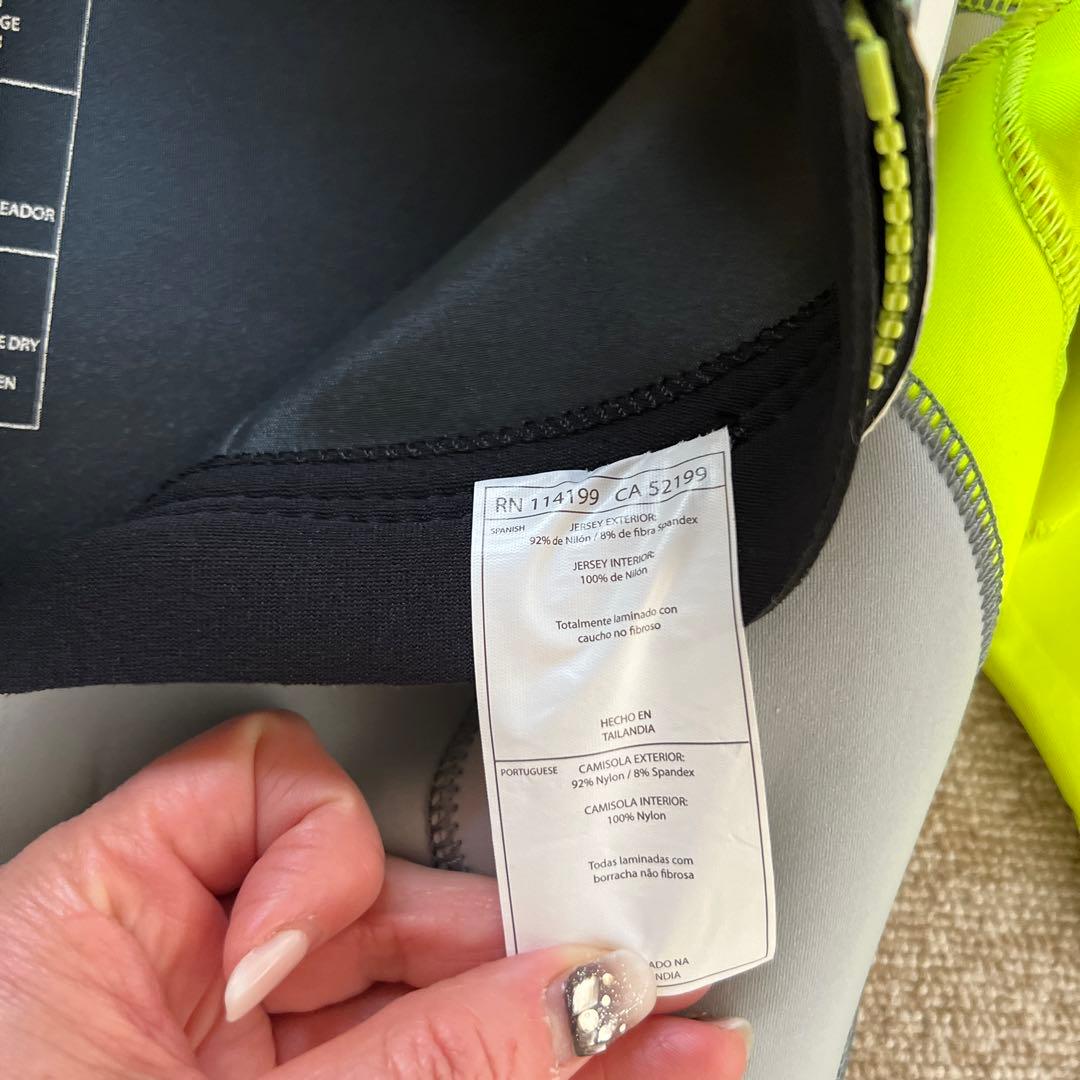 GE
EADOR
E DRY
EN
RN 114199 CA 52199
SPANISH
JERSEY EXTERIOR:
92% de Nilón / 8% de fibra spandex
JERSEY INTERIOR:
100% de Nilón
Totalmente laminado con
caucho no fibroso
HECHO EN
TAILANDIA
PORTUGUESE
CAMISOLA EXTERIOR:
92% Nylon / 8% Spandex
CAMISOLA INTERIOR:
100% Nylon
Todas laminadas com
borracha não fibrosa
ADO NA
NDIA